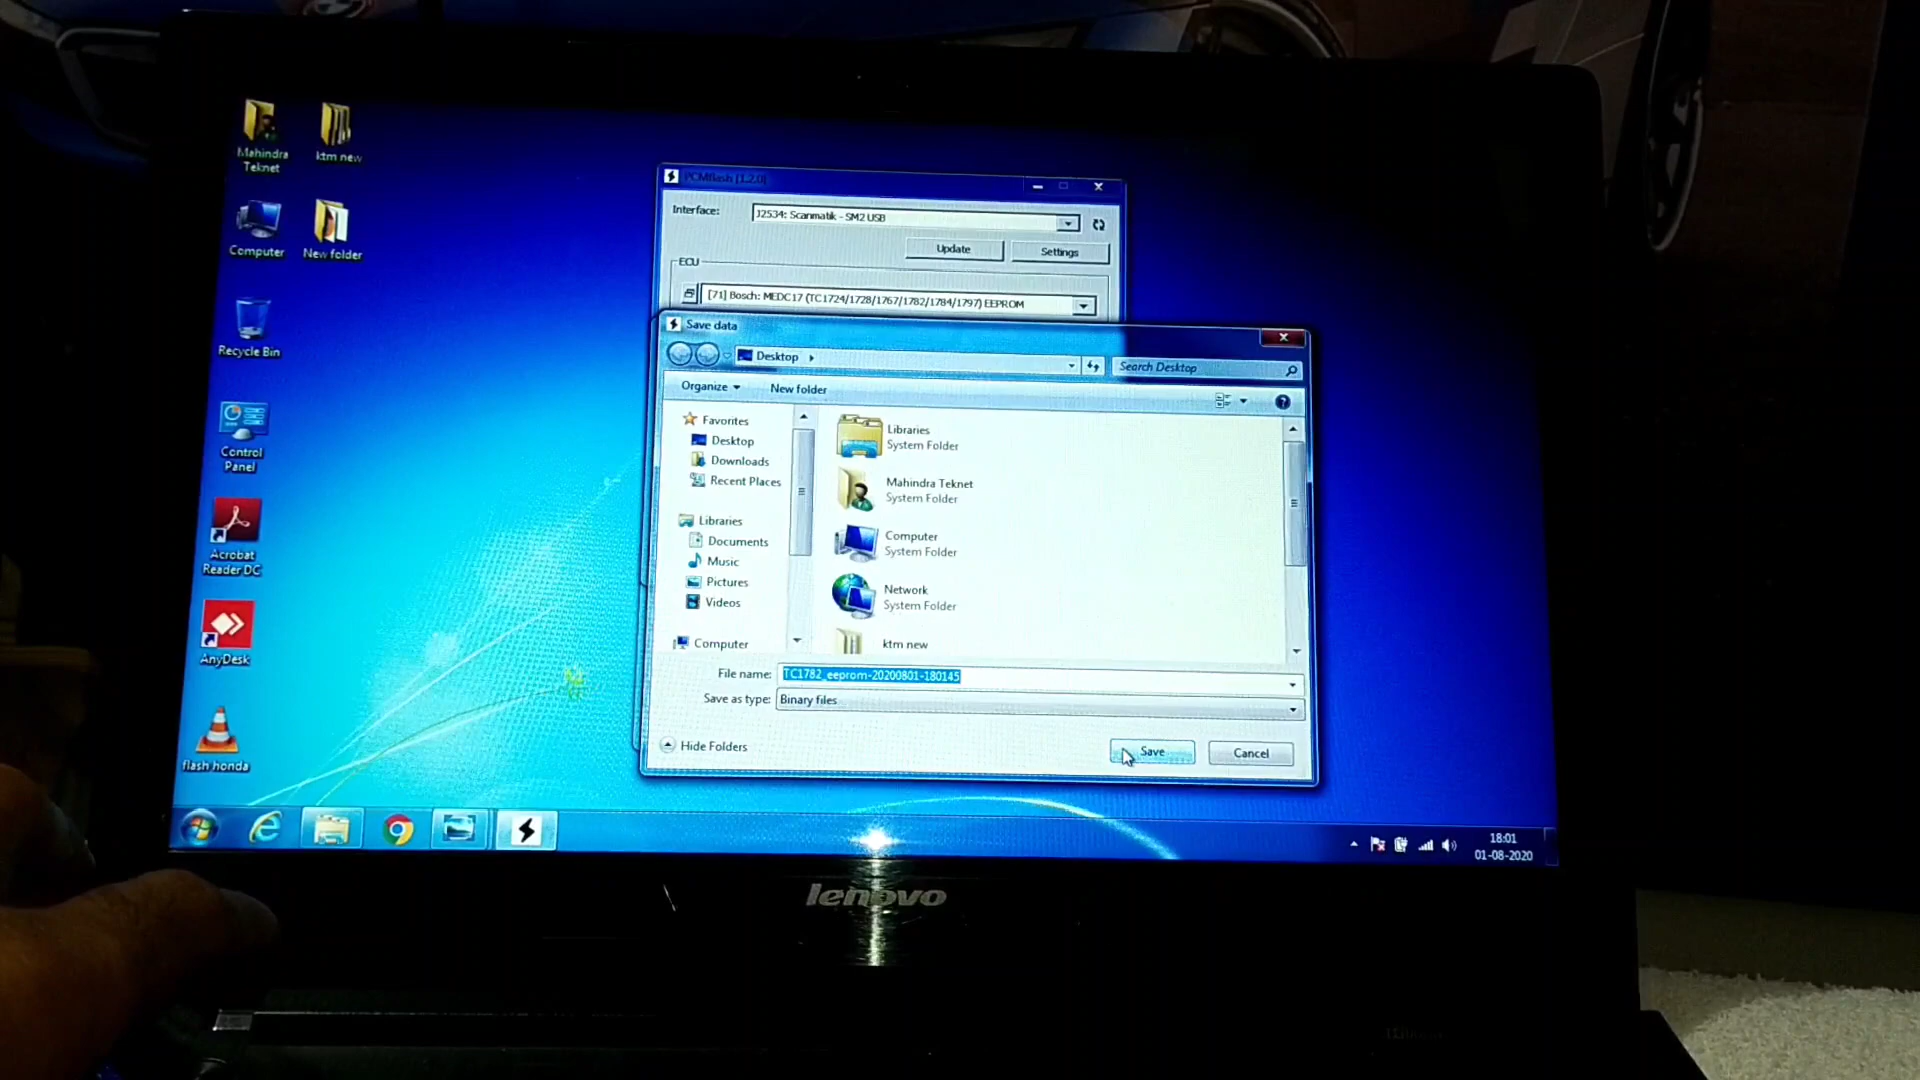 Mahindra
Teknet
ktm new
Computer
New folder
Recycle Bin
Control
Panel
Acrobat
Reader DC
AnyDesk
flash honda
PCMflash [1.2.0]
Interface:
J2534: Scanmatik - SM2 USB
Update
Settings
ECU
[71] Bosch: MEDC17 (TC1724/1728/1767/1782/1784/1797) EEPROM
Save data
Desktop
Search Desktop
Organize
New folder
Favorites
Desktop
Downloads
Recent Places
Libraries
Documents
Music
Pictures
Videos
Computer
Libraries
System Folder
Mahindra Teknet
System Folder
Computer
System Folder
Network
System Folder
ktm new
File name:
TC1782_eeprom-20200801-180145
Save as type:
Binary files
Hide Folders
Save
Cancel
18:01
01-08-2020
lenovo